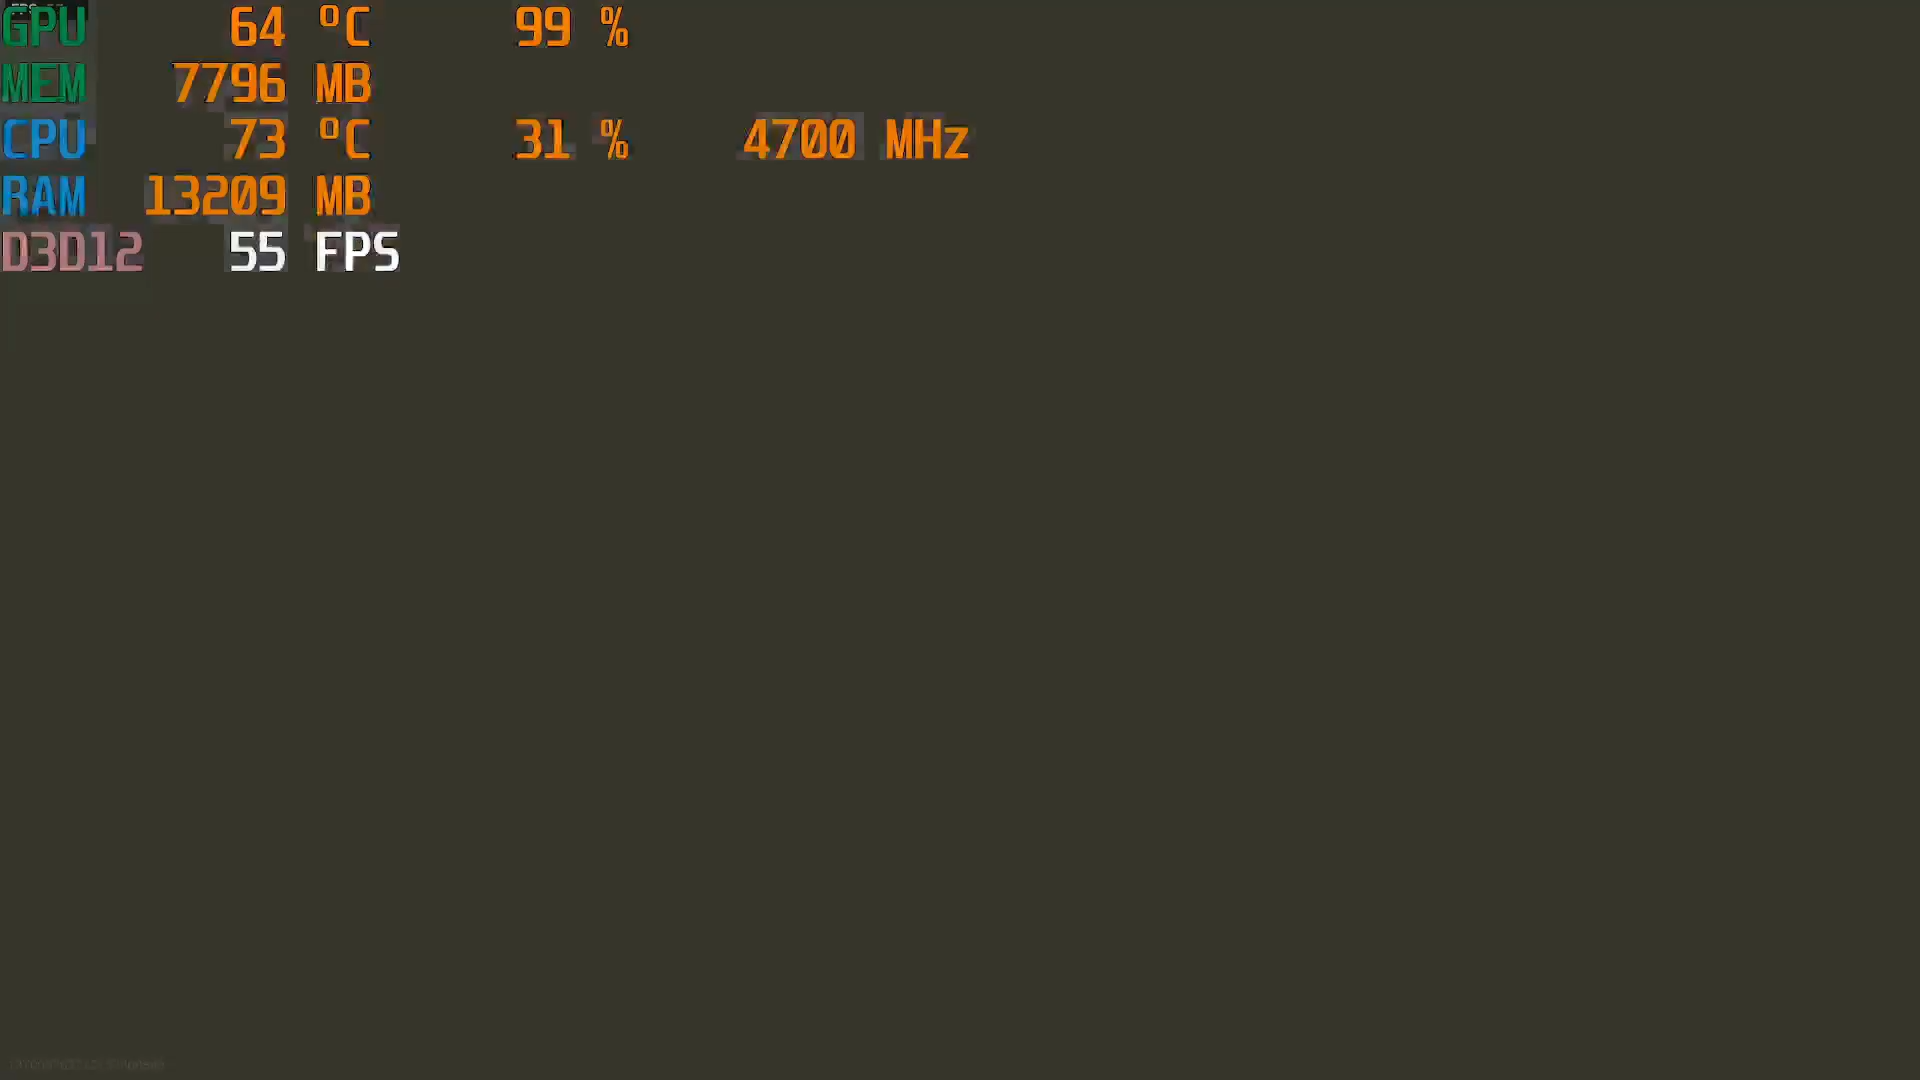 GPU 64 °C 99 %
MEM 7796 MB
CPU 73 °C 31 % 4700 MHz
RAM 13209 MB
D3D12 55 FPS